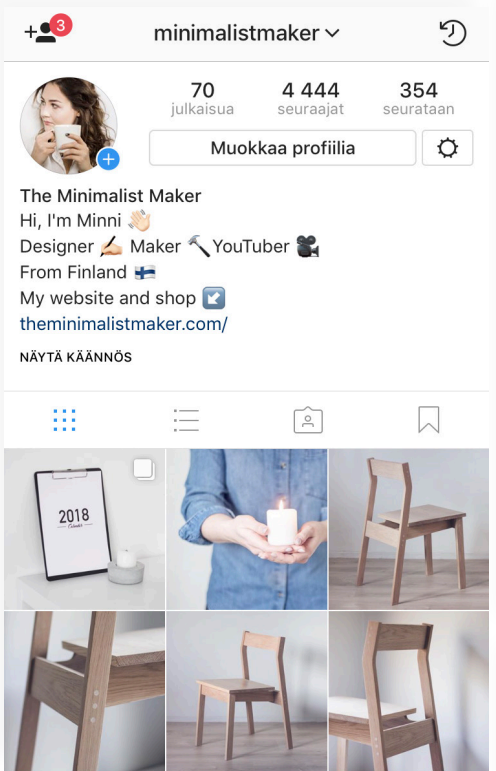 3
minimalistmaker
70 4 444 354
julkaisua seuraajat seurataan
Muokkaa profiilia
The Minimalist Maker
Hi, I'm Minni 👋🏻
Designer ✍🏻 Maker 🔨 YouTuber 🎥
From Finland 🇫🇮
My website and shop ↙️
theminimalistmaker.com/
NÄYTÄ KÄÄNNÖS
2018